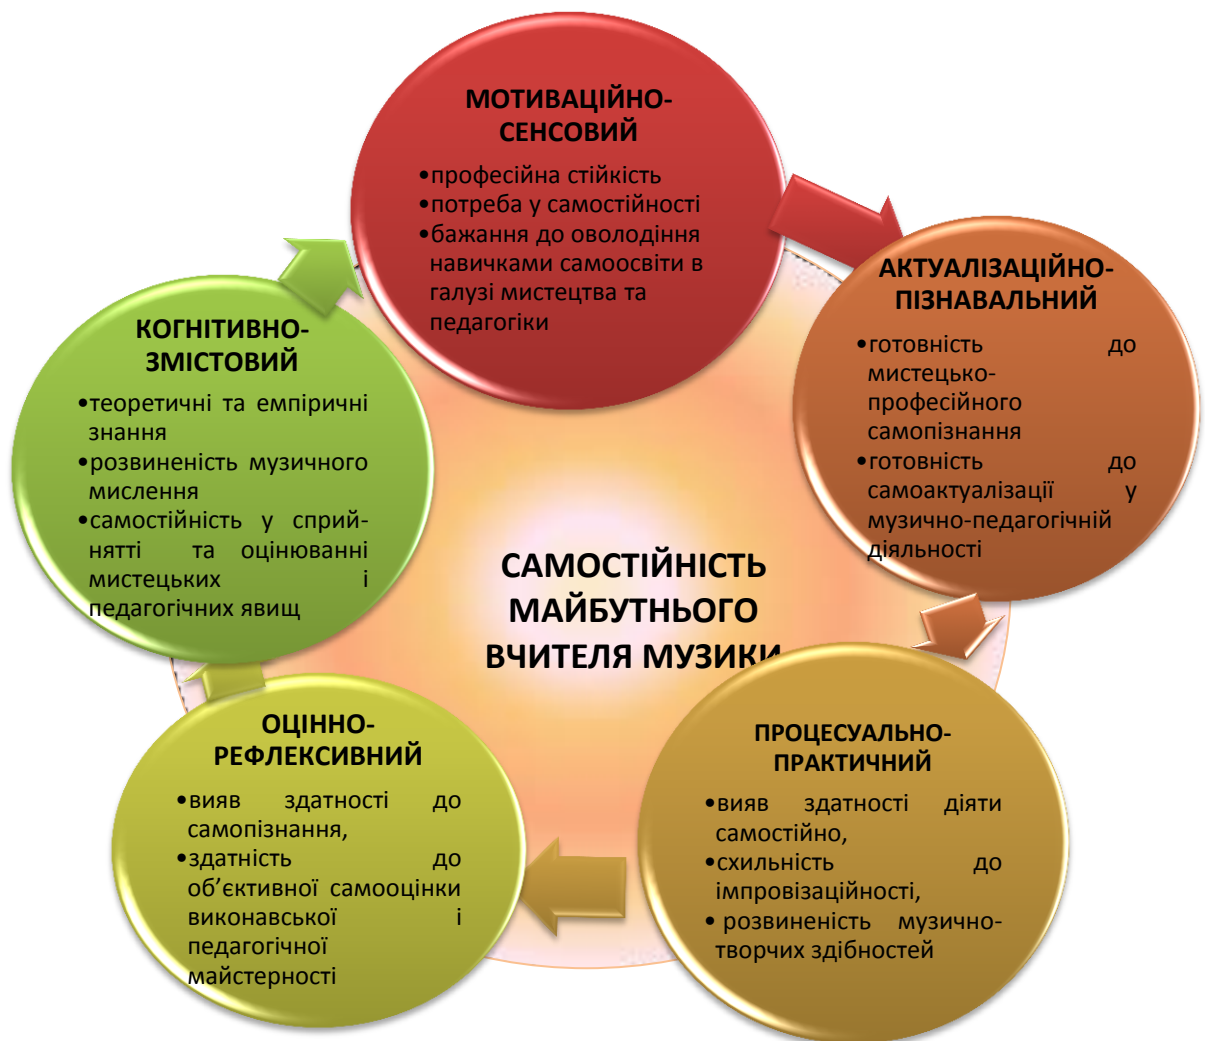 МОТИВАЦІЙНО-
СЕНСОВИЙ
•професійна стійкість
•потреба у самостійності
•бажання до оволодіння
навичками самоосвіти в
галузі мистецтва та
педагогіки
АКТУАЛІЗАЦІЙНО-
ПІЗНАВАЛЬНИЙ
•готовність до
мистецько-
професійного
самопізнання
•готовність до
самоактуалізації у
музично-педагогічній
діяльності
ПРОЦЕСУАЛЬНО-
ПРАКТИЧНИЙ
•вияв здатності діяти
самостійно,
•схильність до
імпровізаційності,
• розвиненість музично-
творчих здібностей
ОЦІННО-
РЕФЛЕКСИВНИЙ
•вияв здатності до
самопізнання,
•здатність до
об’єктивної самооцінки
виконавської і
педагогічної
майстерності
КОГНІТИВНО-
ЗМІСТОВИЙ
•теоретичні та емпіричні
знання
•розвиненість музичного
мислення
•самостійність у сприй-
нятті та оцінюванні
мистецьких і
педагогічних явищ
САМОСТІЙНІСТЬ
МАЙБУТНЬОГО
ВЧИТЕЛЯ МУЗИКИ